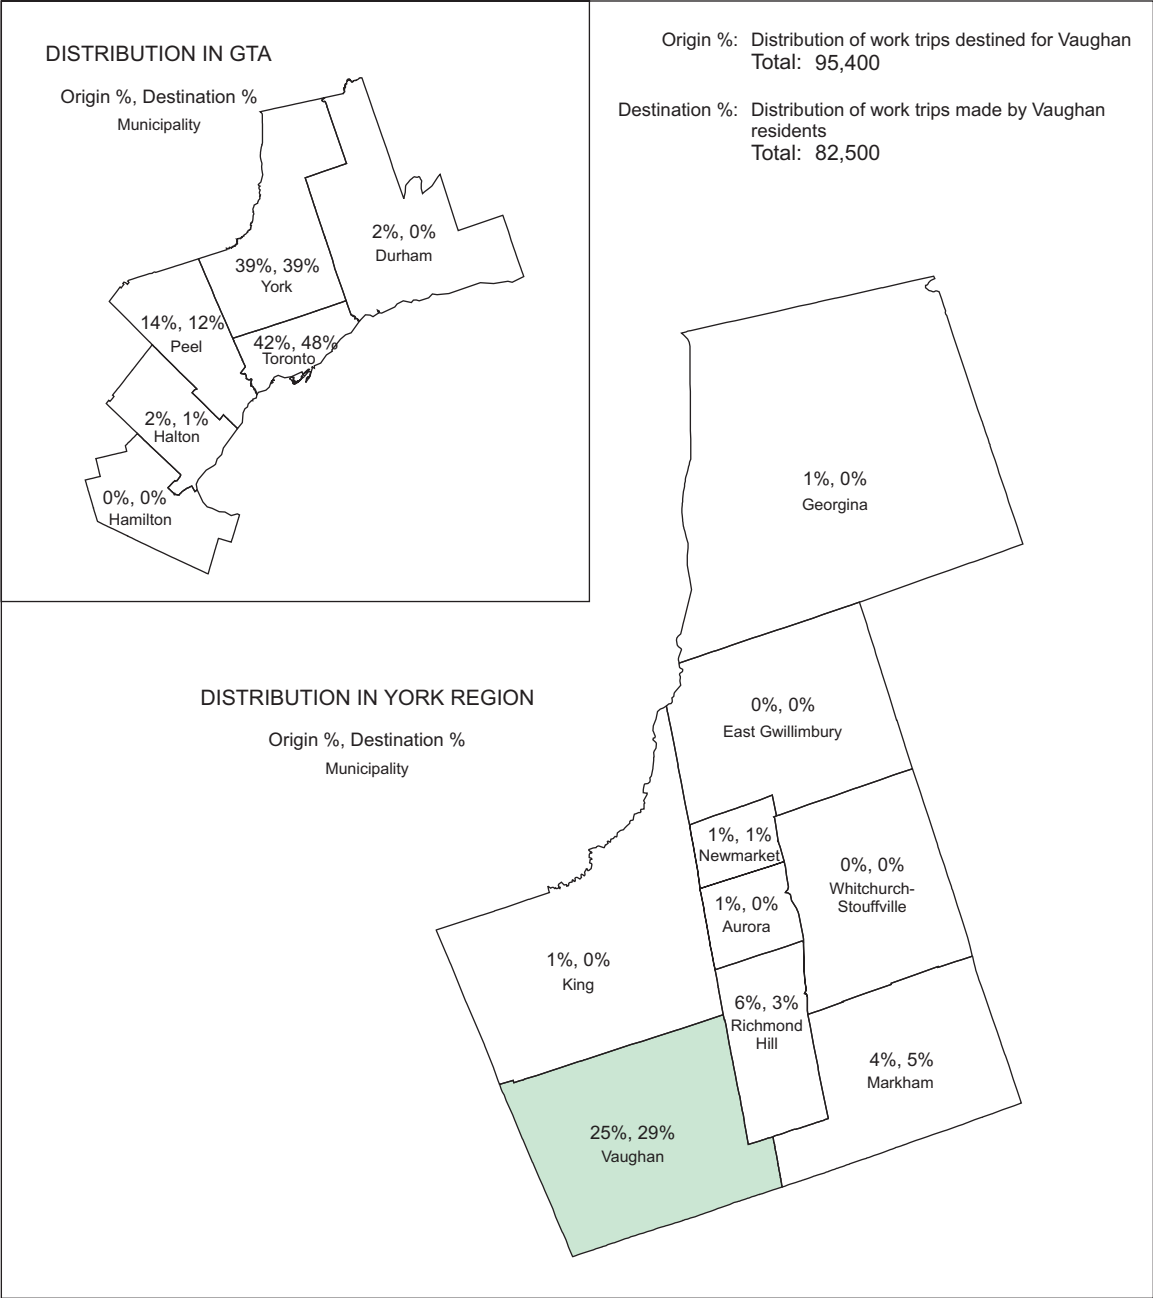 DISTRIBUTION IN GTA
Origin %, Destination %
Municipality
2%, 0%
Durham
39%, 39%
York
14%, 12%
Peel
42%, 48%
Toronto
2%, 1%
Halton
0%, 0%
Hamilton
Origin %: Distribution of work trips destined for Vaughan
Total: 95,400
Destination %: Distribution of work trips made by Vaughan
residents
Total: 82,500
DISTRIBUTION IN YORK REGION
Origin %, Destination %
Municipality
1%, 0%
Georgina
0%, 0%
East Gwillimbury
1%, 1%
Newmarket
0%, 0%
Whitchurch-
Stouffville
1%, 0%
Aurora
1%, 0%
King
6%, 3%
Richmond
Hill
4%, 5%
Markham
25%, 29%
Vaughan